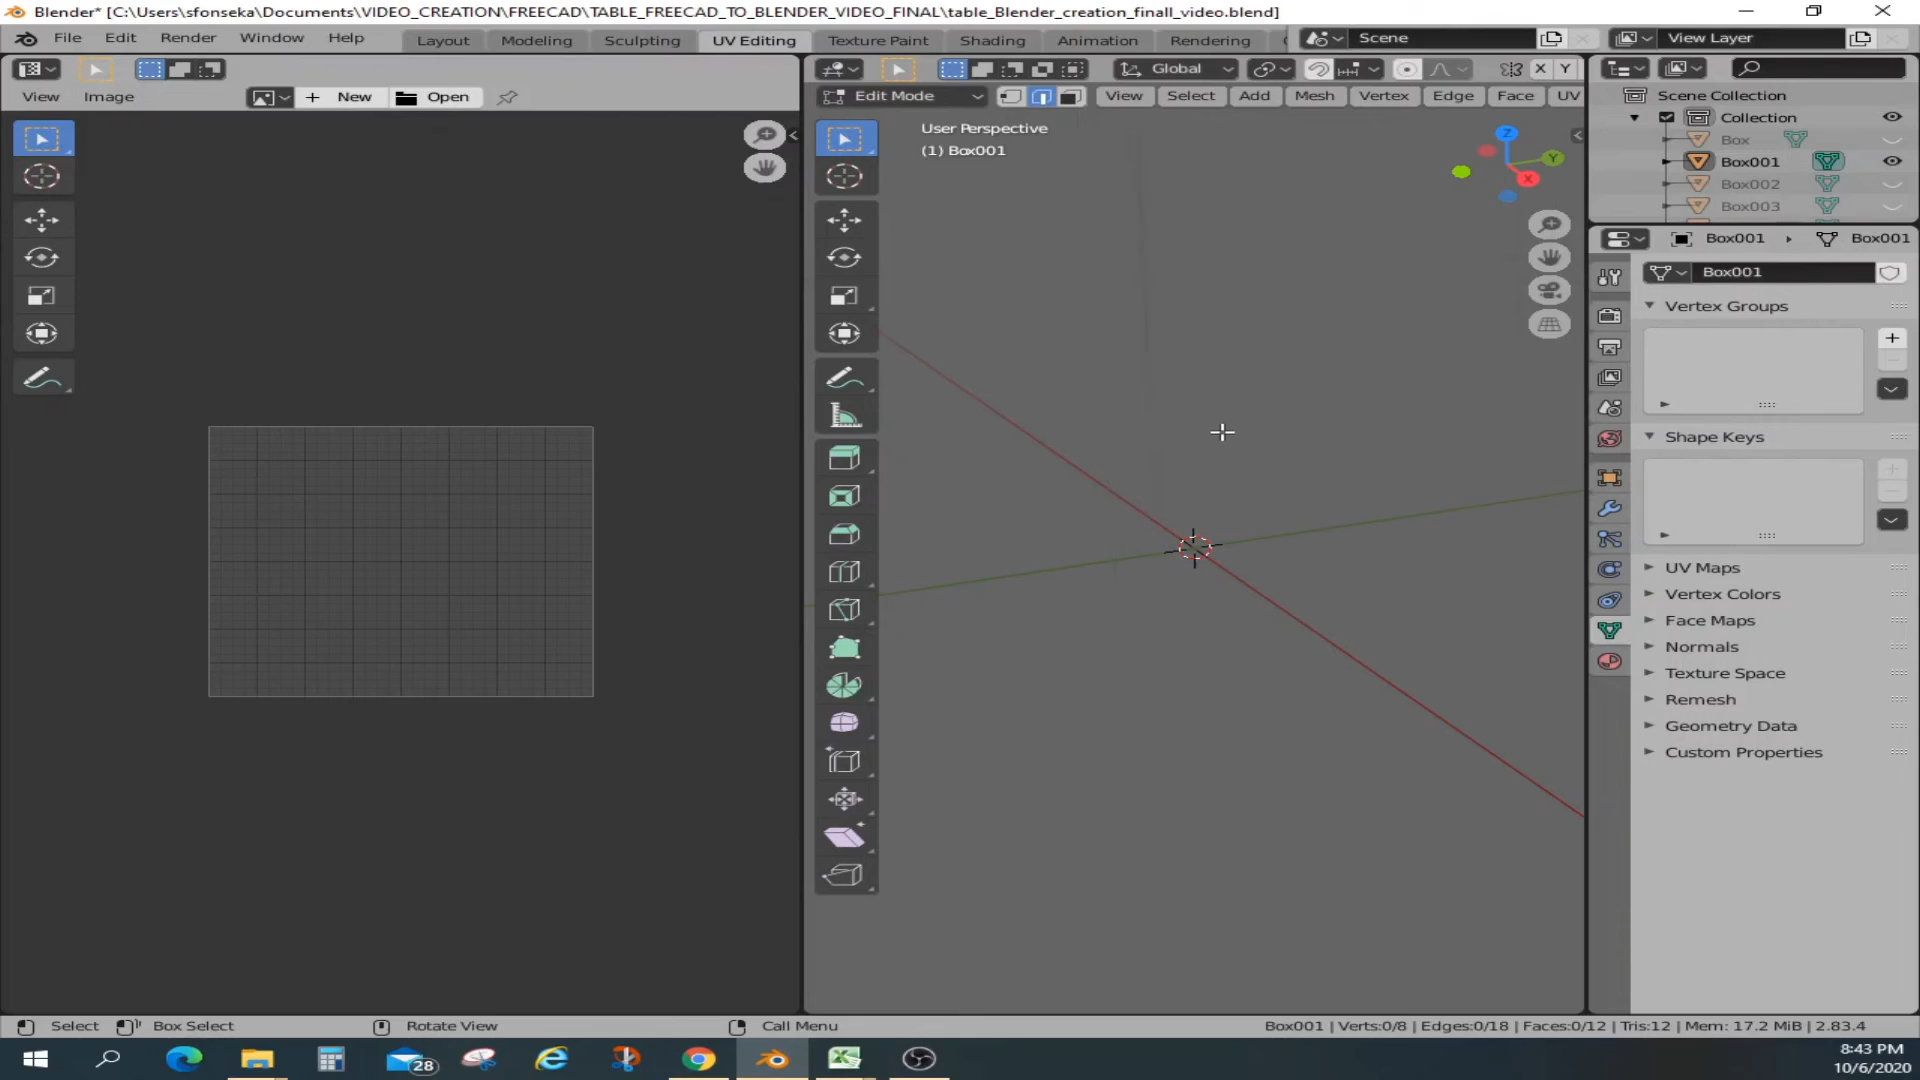 Blender* [C:\Users\sfonseka\Documents\VIDEO_CREATION\FREECAD\TABLE_FREECAD_TO_BLENDER_VIDEO_FINAL\table_Blender_creation_finall_video.blend]
File Edit Render Window Help Layout Modeling Sculpting UV Editing Texture Paint Shading Animation Rendering Scene View Layer
Global X Y
View Image New Open Edit Mode View Select Add Mesh Vertex Edge Face UV
Scene Collection
Collection
Box
Box001
Box002
Box003
User Perspective
(1) Box001
Z
Y
X
Box001 Box001
Box001
Vertex Groups
Shape Keys
UV Maps
Vertex Colors
Face Maps
Normals
Texture Space
Remesh
Geometry Data
Custom Properties
Select Box Select Rotate View Call Menu Box001 | Verts:0/8 | Edges:0/18 | Faces:0/12 | Tris:12 | Mem: 17.2 MiB | 2.83.4
28
8:43 PM
10/6/2020